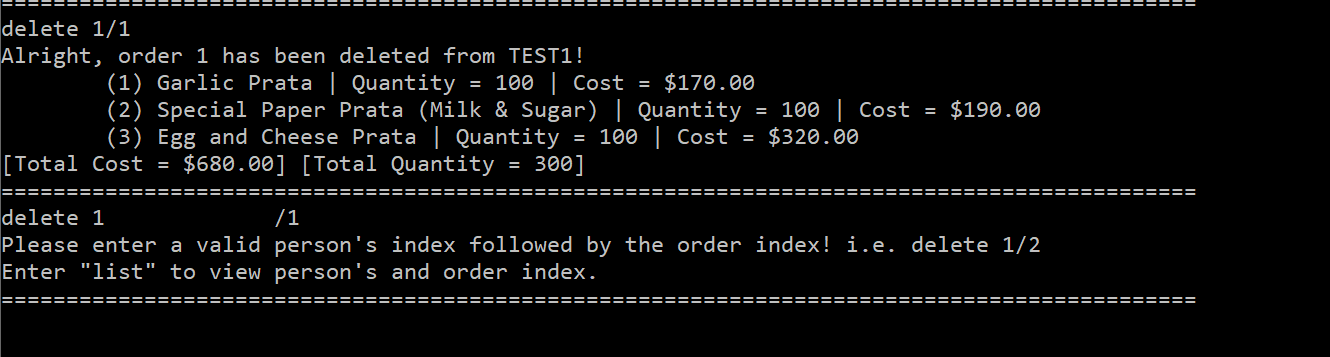 ==========================================================================================
delete 1/1
Alright, order 1 has been deleted from TEST1!
        (1) Garlic Prata | Quantity = 100 | Cost = $170.00
        (2) Special Paper Prata (Milk & Sugar) | Quantity = 100 | Cost = $190.00
        (3) Egg and Cheese Prata | Quantity = 100 | Cost = $320.00
[Total Cost = $680.00] [Total Quantity = 300]
============================================================================================
delete 1             /1
Please enter a valid person's index followed by the order index! i.e. delete 1/2
Enter "list" to view person's and order index.
============================================================================================